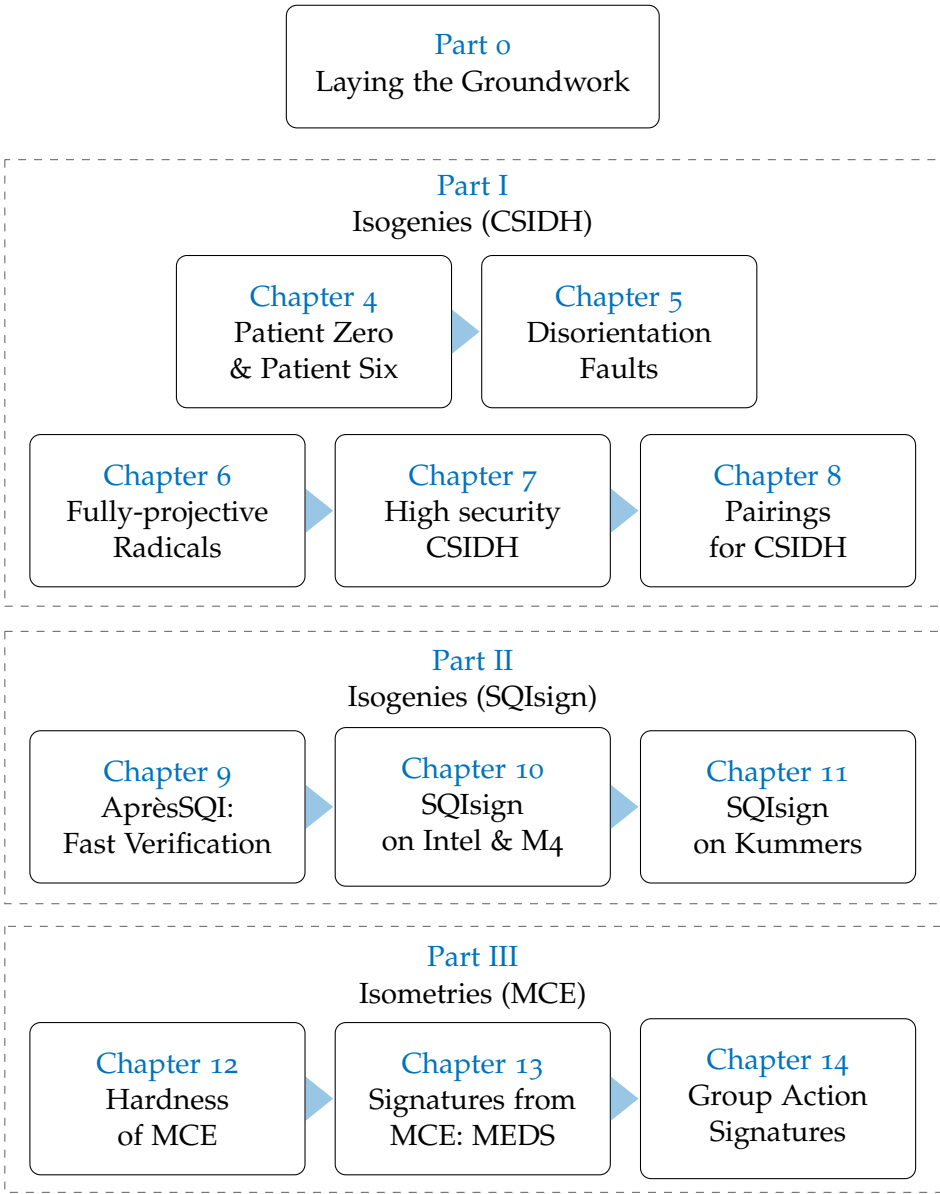 Part 0
Laying the Groundwork
Part I
Isogenies (CSIDH)
Chapter 4
Patient Zero
& Patient Six
Chapter 5
Disorientation
Faults
Chapter 6
Fully-projective
Radicals
Chapter 7
High security
CSIDH
Chapter 8
Pairings
for CSIDH
Part II
Isogenies (SQIsign)
Chapter 9
AprèsSQI:
Fast Verification
Chapter 10
SQIsign
on Intel & M4
Chapter 11
SQIsign
on Kummers
Part III
Isometries (MCE)
Chapter 12
Hardness
of MCE
Chapter 13
Signatures from
MCE: MEDS
Chapter 14
Group Action
Signatures